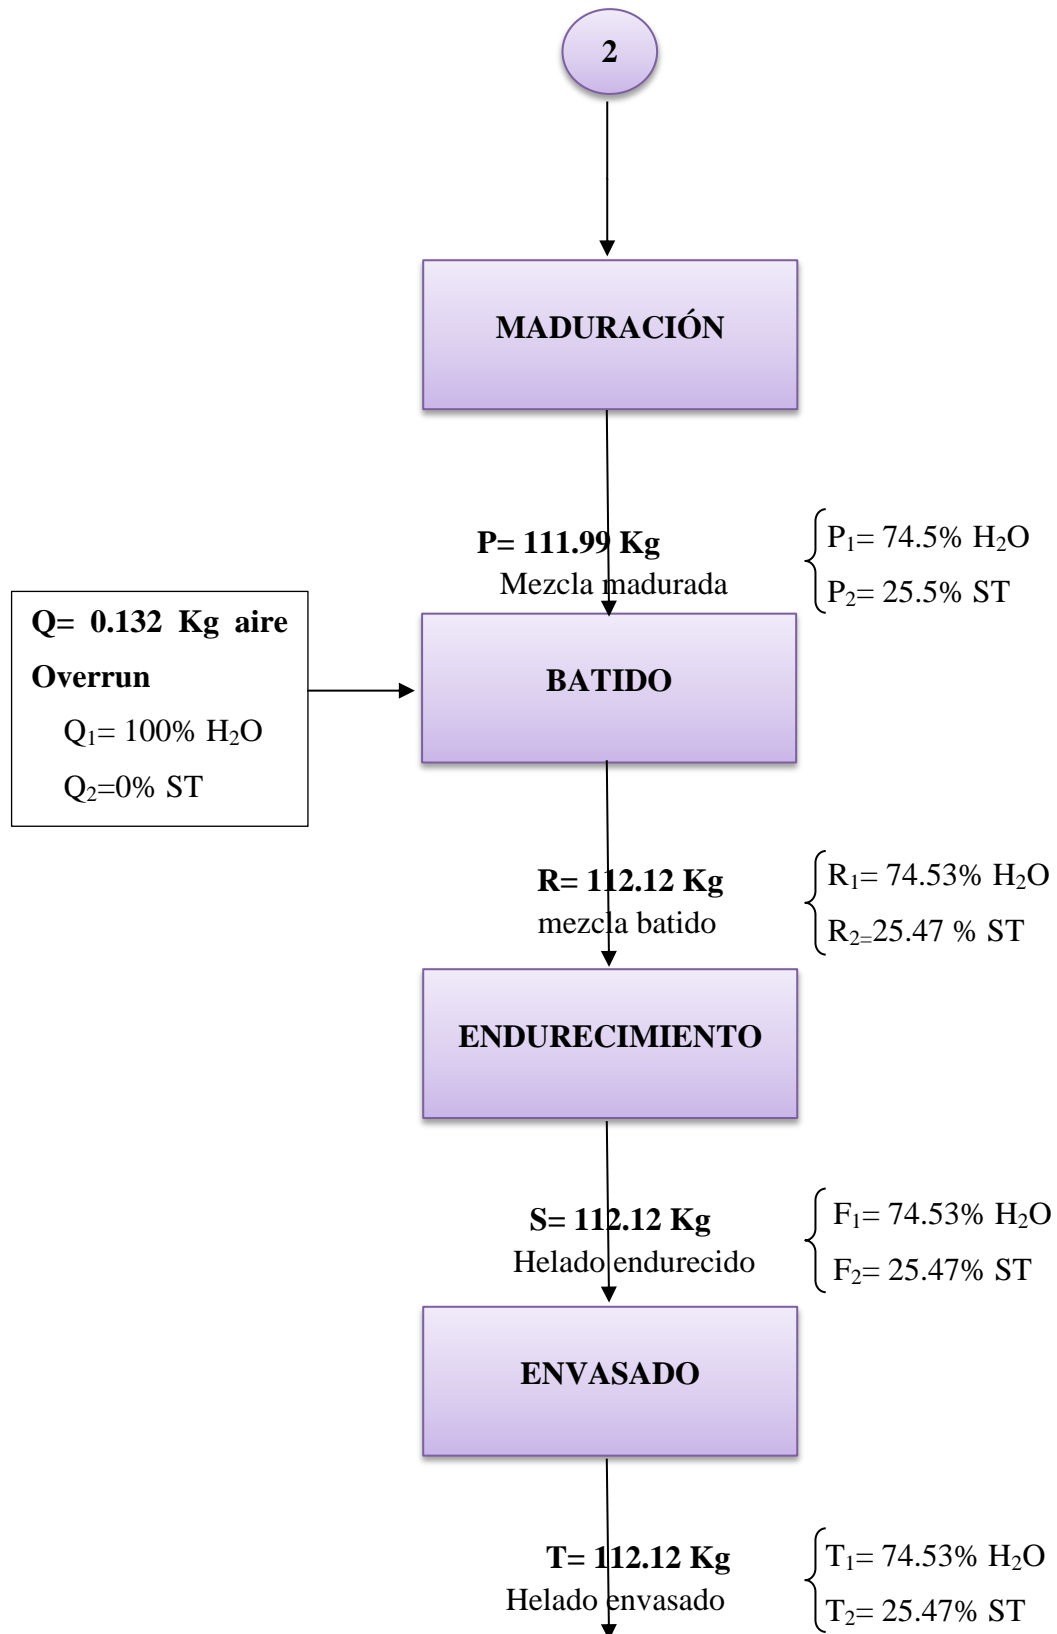 2
MADURACIÓN
P= 111.99 Kg
Mezcla madurada
P₁= 74.5% H₂O
P₂= 25.5% ST
Q= 0.132 Kg aire
Overrun
Q₁= 100% H₂O
Q₂=0% ST
BATIDO
R= 112.12 Kg
mezcla batido
R₁= 74.53% H₂O
R₂₌25.47 % ST
ENDURECIMIENTO
S= 112.12 Kg
Helado endurecido
F₁= 74.53% H₂O
F₂= 25.47% ST
ENVASADO
T= 112.12 Kg
Helado envasado
T₁= 74.53% H₂O
T₂= 25.47% ST